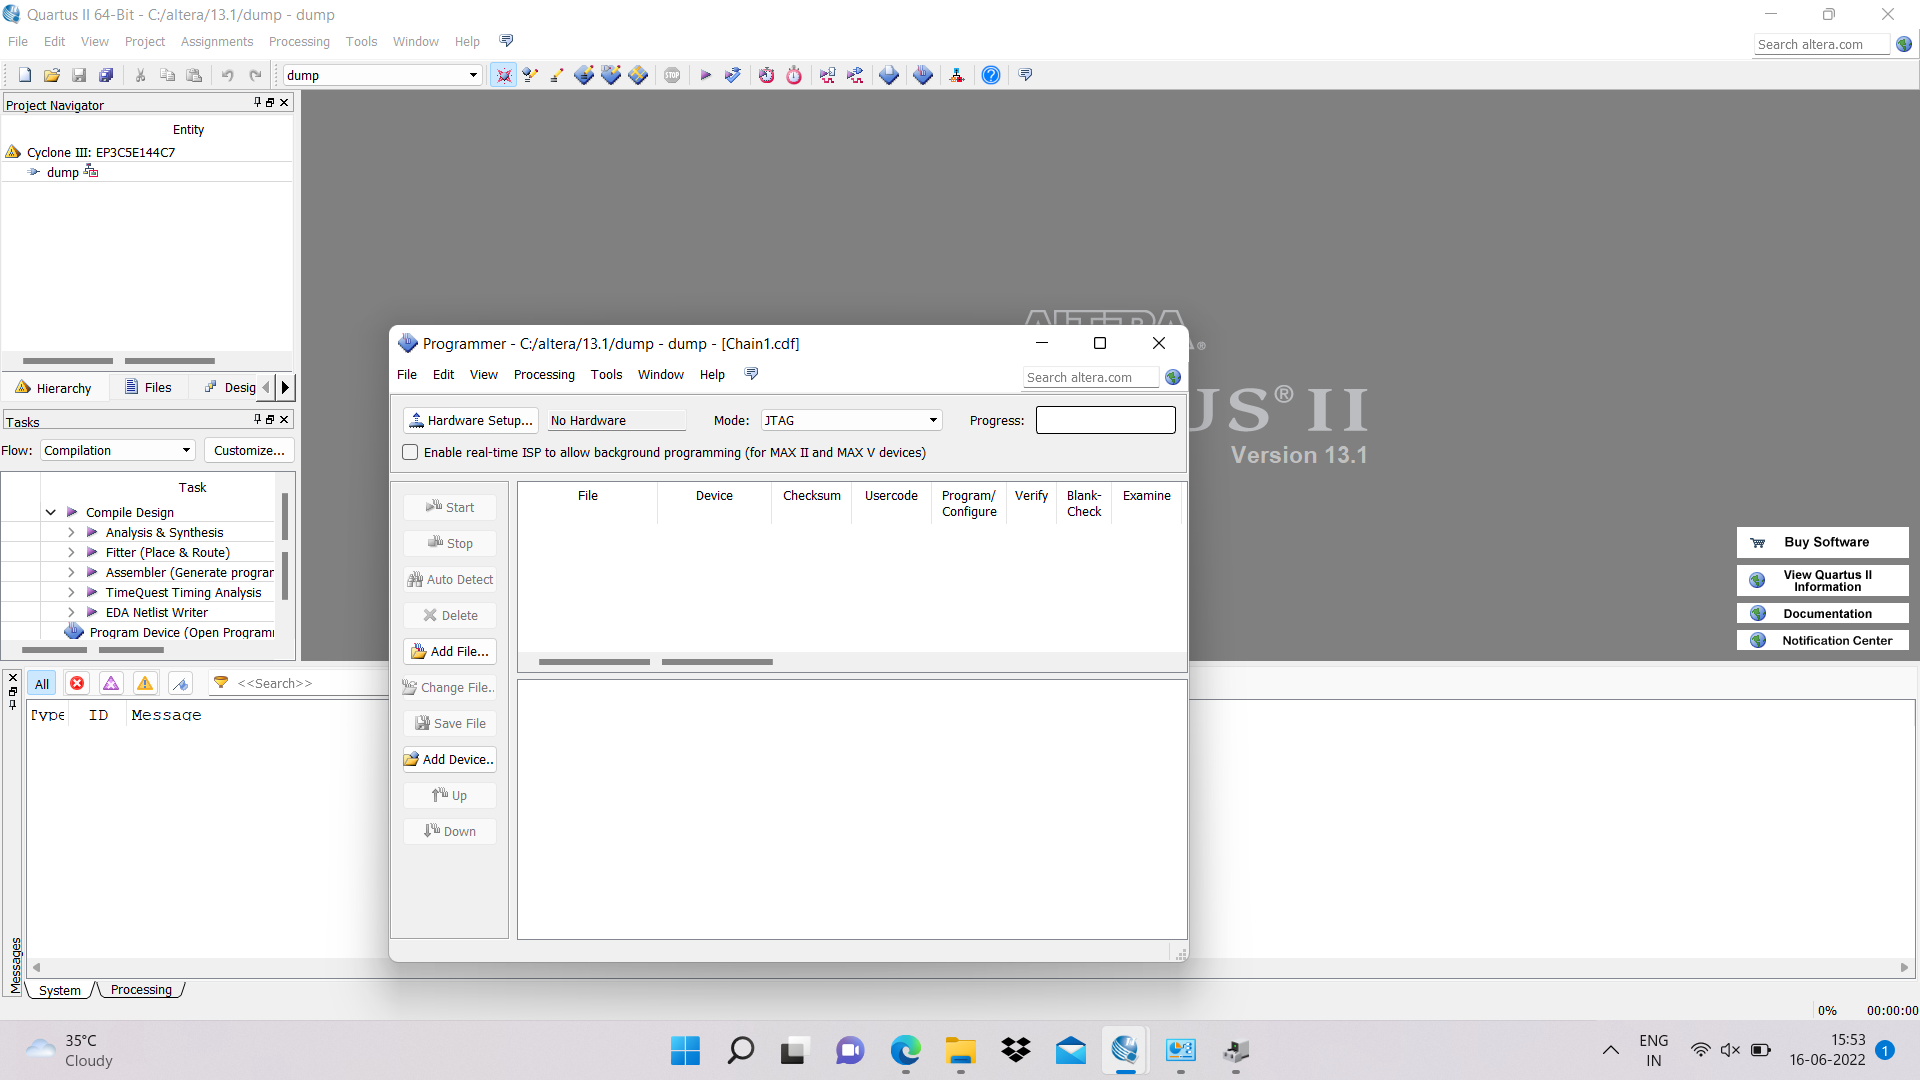 Quartus II 64-Bit - C:/altera/13.1/dump - dump
File Edit View Project Assignments Processing Tools Window Help
Search altera.com
dump
Project Navigator
Entity
Cyclone III: EP3C5E144C7
dump
Hierarchy Files Desig
Tasks
Flow: Compilation Customize...
Task
Compile Design
Analysis & Synthesis
Fitter (Place & Route)
Assembler (Generate progran
TimeQuest Timing Analysis
EDA Netlist Writer
Program Device (Open Programm
ALTERA®
US® II
Version 13.1
Programmer - C:/altera/13.1/dump - dump - [Chain1.cdf]
File Edit View Processing Tools Window Help
Search altera.com
Hardware Setup... No Hardware Mode: JTAG Progress:
Enable real-time ISP to allow background programming (for MAX II and MAX V devices)
Start
Stop
Auto Detect
Delete
Add File...
Change File..
Save File
Add Device..
Up
Down
File Device Checksum Usercode Program/ Verify Blank- Examine
Configure Check
Buy Software
View Quartus II
Information
Documentation
Notification Center
All <<Search>>
Type ID Message
Messages
System Processing
0% 00:00:00
35°C
Cloudy
STOP
ENG
IN
15:53
16-06-2022
1